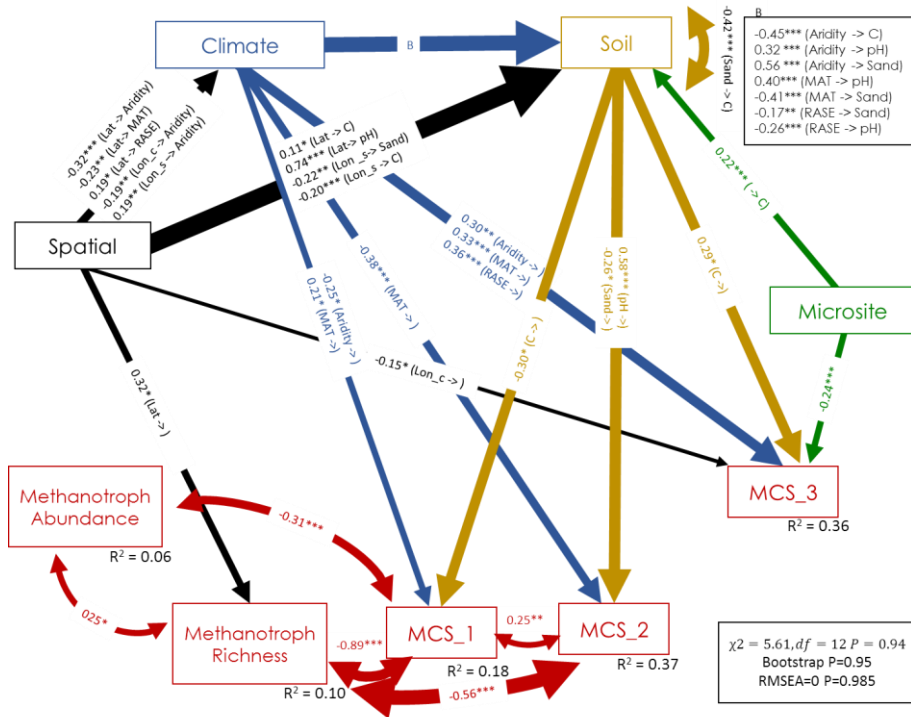 Climate
B
Soil
-0.42*** (Sand -> C)
B
-0.45*** (Aridity -> C)
0.32 *** (Aridity -> pH)
0.56 *** (Aridity -> Sand)
0.40*** (MAT -> pH)
-0.41*** (MAT -> Sand)
-0.17** (RASE -> Sand)
-0.26*** (RASE -> pH)
-0.32*** (Lat -> Aridity)
-0.23** (Lat-> MAT)
0.19* (Lat -> RASE)
-0.19** (Lon_c -> Aridity)
0.19** (Lon_s -> Aridity)
0.11* (Lat -> C)
0.74*** (Lat-> pH)
-0.22** (Lon _s-> Sand)
-0.20*** (Lon_s -> C)
0.22*** ( -> C)
Spatial
0.30** (Aridity ->)
0.33*** (MAT ->)
0.36*** (RASE ->)
-0.38*** (MAT-> )
-0.25* (Aridity -> )
0.21* (MAT ->)
0.58*** (pH ->)
-0.26* (Sand->)
0.29* (C ->)
Microsite
-0.30* (C ->)
-0.15* (Lon_c -> )
0.32* (Lat -> )
-0.24***
Methanotroph
Abundance
R² = 0.06
-0.31***
MCS_3
R² = 0.36
025*
Methanotroph
Richness
R² = 0.10
-0.89***
MCS_1
R² = 0.18
0.25**
MCS_2
R² = 0.37
-0.56***
χ2 = 5.61, df = 12 P = 0.94
Bootstrap P=0.95
RMSEA=0 P=0.985